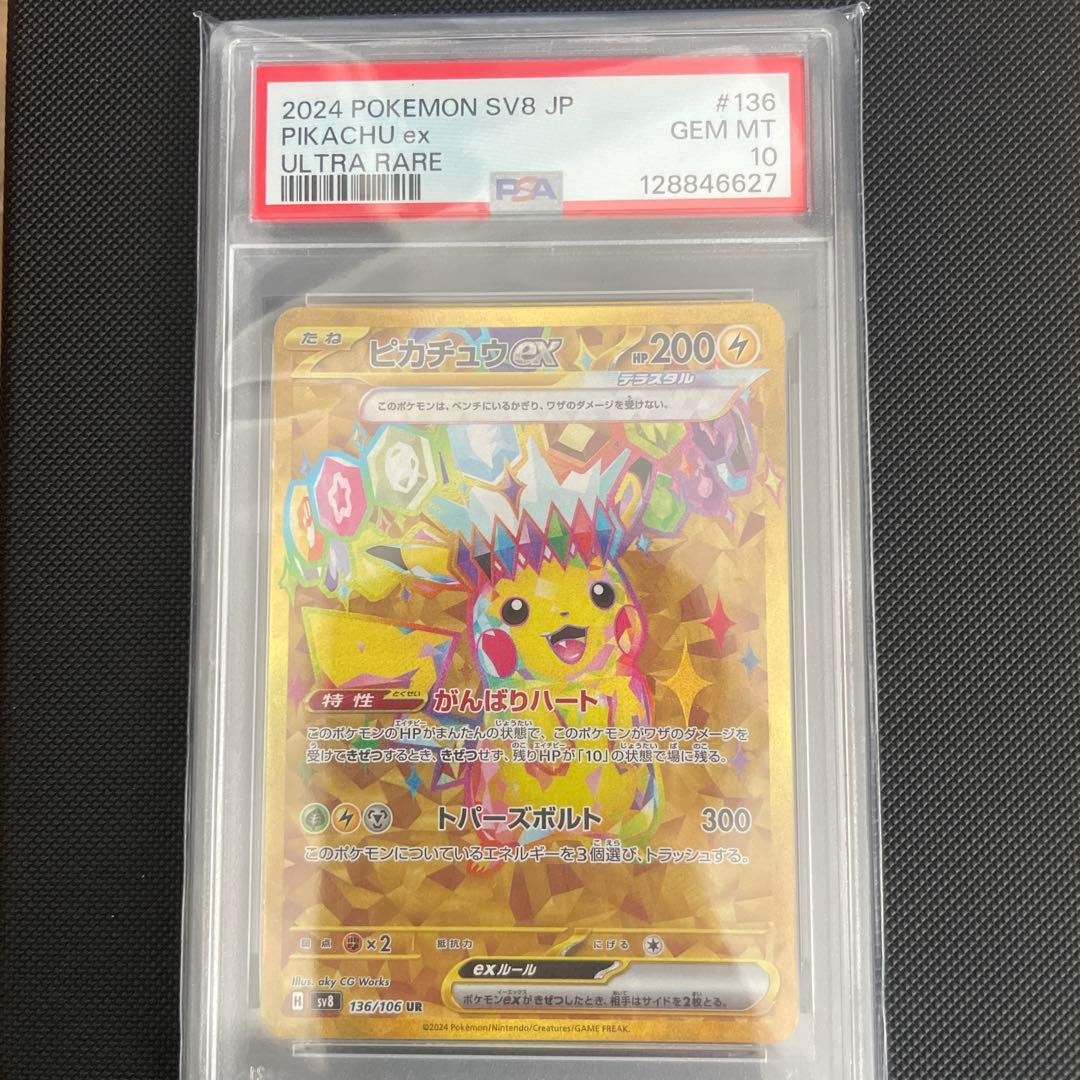 2024 POKEMON SV8 JP #136
PIKACHU ex GEM MT
ULTRA RARE 10
PSA 128846627
たね ピカチュウex HP200
テラスタル
このポケモンは、ベンチにいるかぎり、ワザのダメージを受けない。
特性 とくせい がんばりハート
このポケモンのHPがまんたんの状態で、このポケモンがワザのダメージを
受けてきぜつするとき、きぜつせず、残りHPが「10」の状態で場に残る。
トパーズボルト 300
このポケモンについているエネルギーを3個選び、トラッシュする。
弱点 ×2 抵抗力 にげる
exルール
ポケモンexがきぜつしたとき、相手はサイドを2枚とる。
Illus. aky CG Works
H sv8 136/106 UR
©2024 Pokémon/Nintendo/Creatures/GAME FREAK.